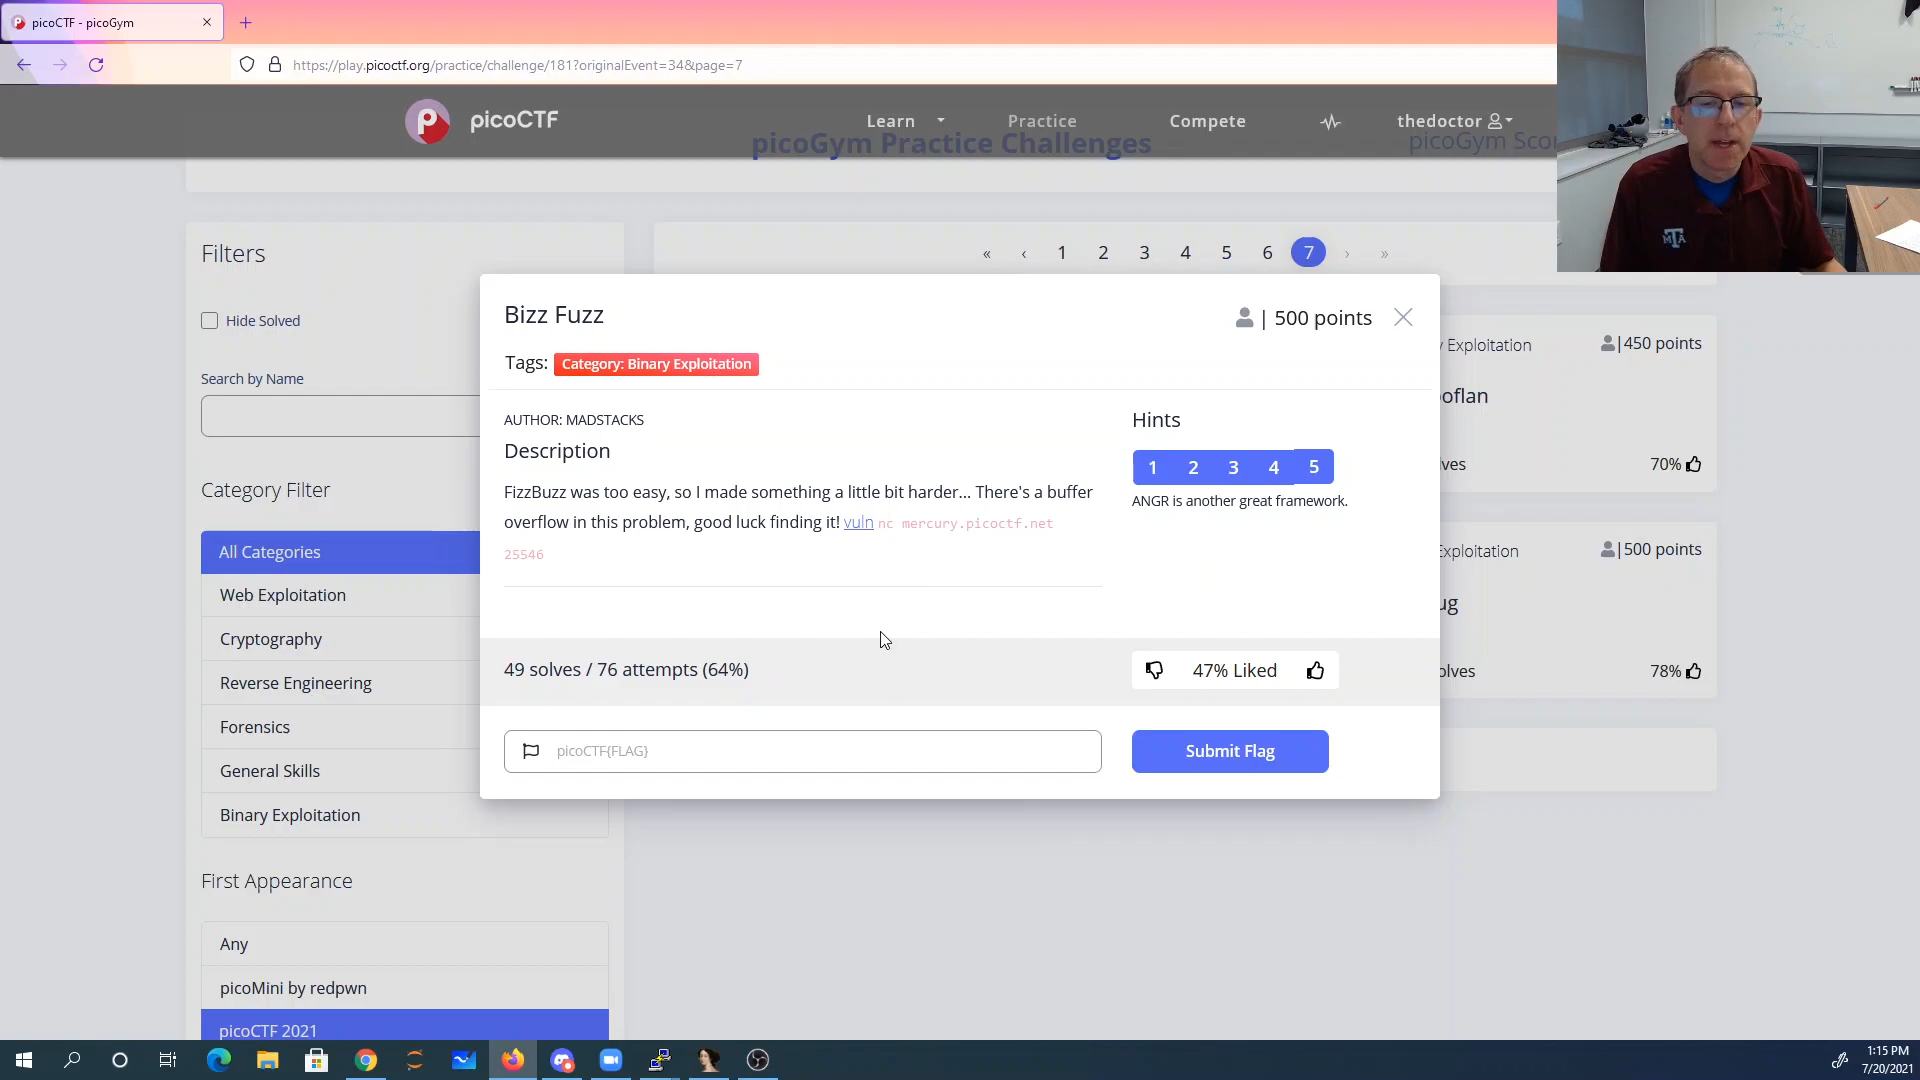 picoCTF - picoGym
https://play.picoctf.org/practice/challenge/181?originalEvent=34&page=7
picoCTF
Learn
Practice
Compete
thedoctor
picoGym Practice Challenges
picoGym Scor
Filters
« ‹ 1 2 3 4 5 6 7 › »
Hide Solved
Search by Name
Category Filter
All Categories
Web Exploitation
Cryptography
Reverse Engineering
Forensics
General Skills
Binary Exploitation
First Appearance
Any
picoMini by redpwn
picoCTF 2021
Bizz Fuzz
| 500 points
Tags: Category: Binary Exploitation
AUTHOR: MADSTACKS
Description
FizzBuzz was too easy, so I made something a little bit harder... There's a buffer
overflow in this problem, good luck finding it! vuln nc mercury.picoctf.net
25546
Hints
1 2 3 4 5
ANGR is another great framework.
49 solves / 76 attempts (64%)
47% Liked
picoCTF{FLAG}
Submit Flag
y Exploitation
|450 points
oflan
lves
70%
Exploitation
|500 points
ug
olves
78%
MTA
1:15 PM
7/20/2021